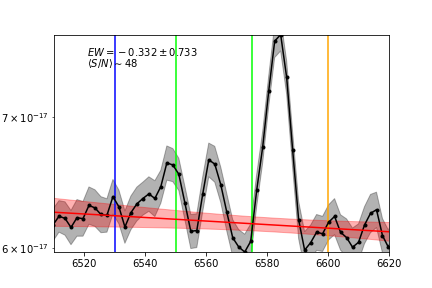 EW = −0.332 ± 0.733
⟨S/N⟩ ~ 48
7 × 10⁻¹⁷
6 × 10⁻¹⁷
6520 6540 6560 6580 6600 6620